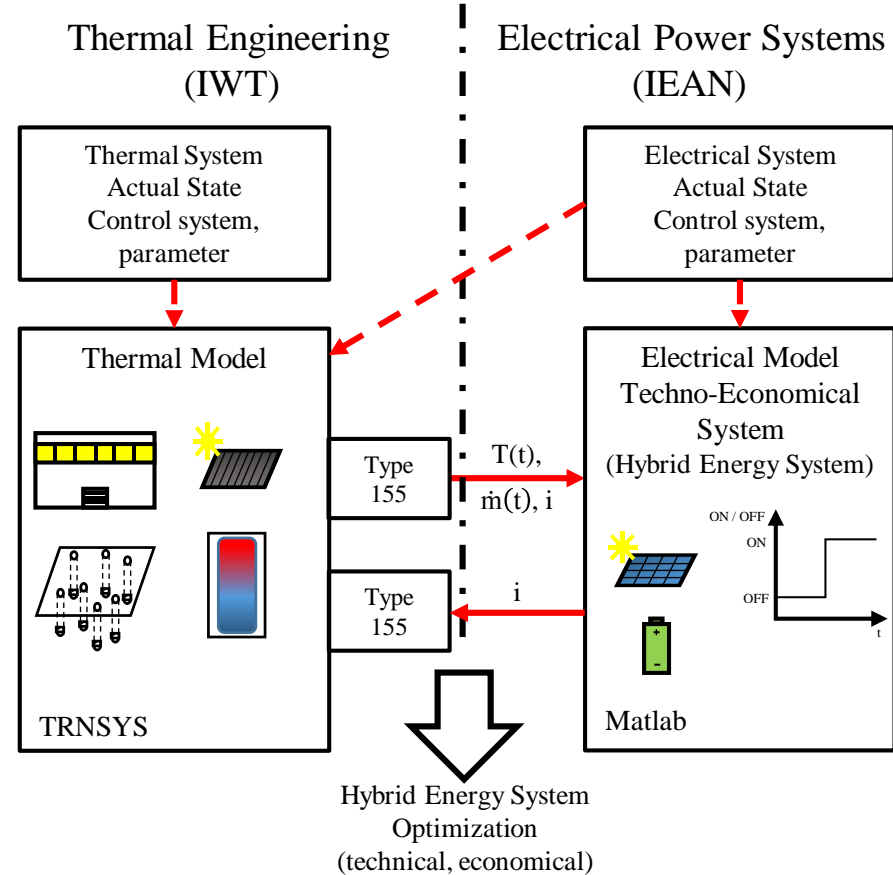 Thermal Engineering
(IWT)
Electrical Power Systems
(IEAN)
Thermal System
Actual State
Control system,
parameter
Electrical System
Actual State
Control system,
parameter
Thermal Model
TRNSYS
Type
155
Type
155
T(t),
ṁ(t), i
i
Electrical Model
Techno-Economical
System
(Hybrid Energy System)
ON / OFF
ON
OFF
t
+
-
Matlab
Hybrid Energy System
Optimization
(technical, economical)